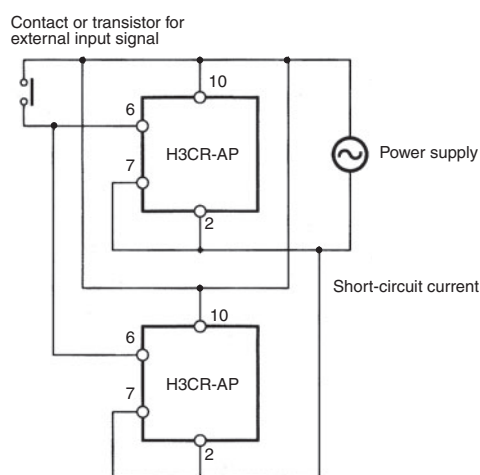 Contact or transistor for
external input signal
10
6
H3CR-AP
Power supply
7
2
Short-circuit current
10
6
H3CR-AP
7
2